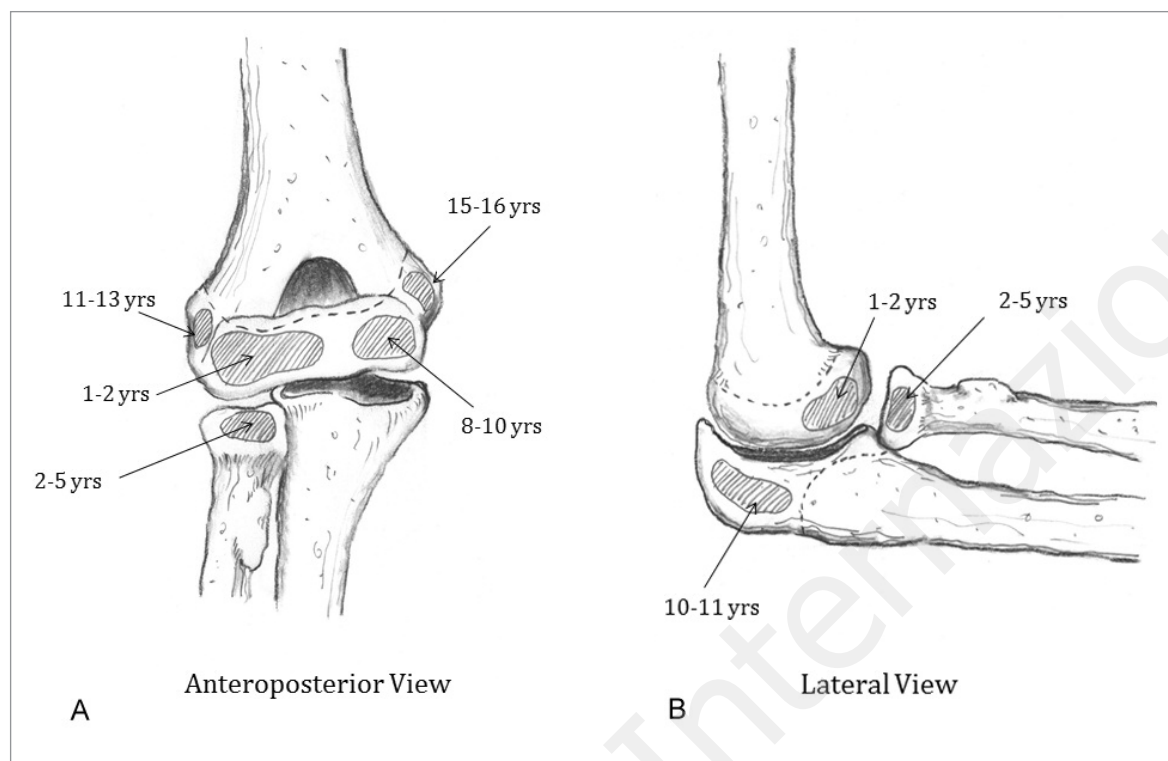 15-16 yrs
11-13 yrs
1-2 yrs
2-5 yrs
8-10 yrs
Anteroposterior View
A
1-2 yrs
2-5 yrs
10-11 yrs
Lateral View
B
Internazio